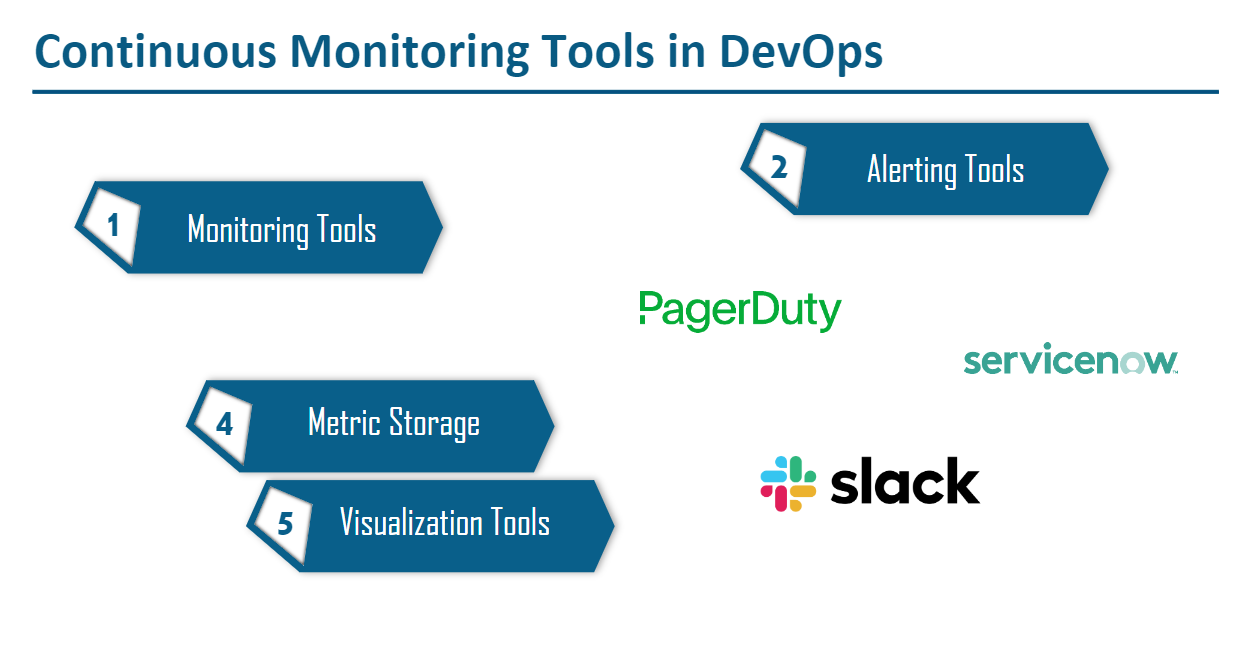 Continuous Monitoring Tools in DevOps
1 Monitoring Tools
2 Alerting Tools
PagerDuty
servicenow™
slack
4 Metric Storage
5 Visualization Tools